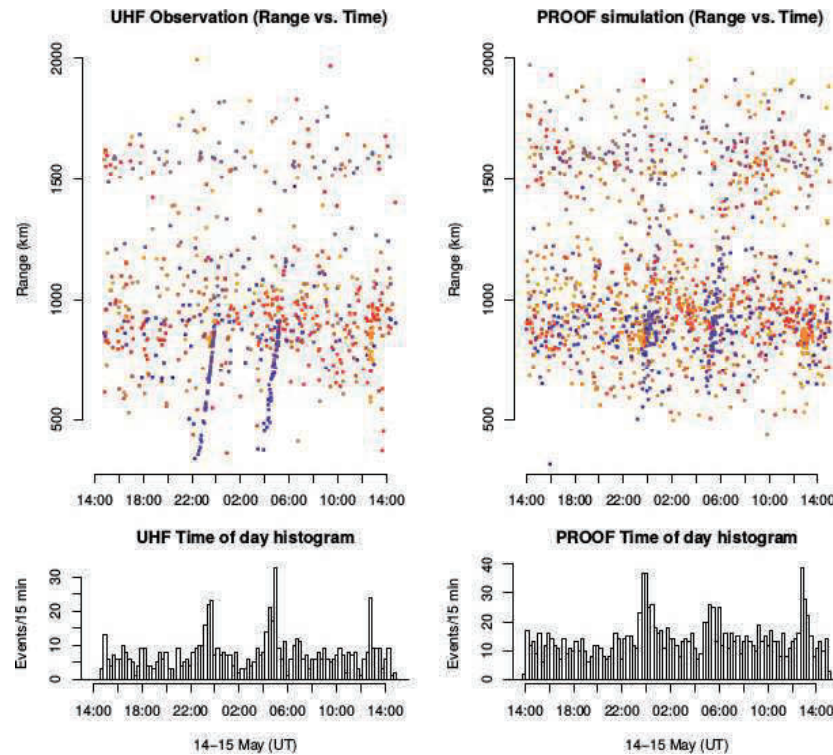 UHF Observation (Range vs. Time)
PROOF simulation (Range vs. Time)
Range (km)
2000
1500
1000
500
14:00 18:00 22:00 02:00 06:00 10:00 14:00
Range (km)
2000
1500
1000
500
14:00 18:00 22:00 02:00 06:00 10:00 14:00
UHF Time of day histogram
PROOF Time of day histogram
Events/15 min
30
20
10
0
14:00 18:00 22:00 02:00 06:00 10:00 14:00
14–15 May (UT)
Events/15 min
40
30
20
10
0
14:00 18:00 22:00 02:00 06:00 10:00 14:00
14–15 May (UT)